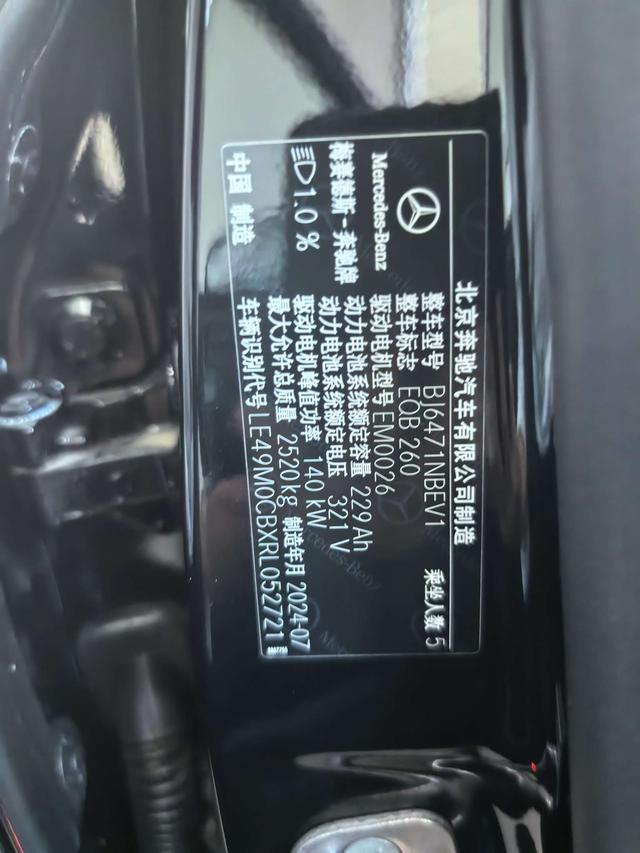 北京奔驰汽车有限公司制造
Mercedes-Benz
梅赛德斯-奔驰牌
1.0 %
中国 制造
整车型号 BJ6471NBEV1 乘坐人数 5
整车标志 EQB 260
驱动电机型号 EM0026
动力电池系统额定容量 229 Ah
动力电池系统额定电压 321 V
驱动电机峰值功率 140 kW
最大允许总质量 2520 kg 制造年月 2024-07
车辆识别代号 LE49M0CBXRL052721